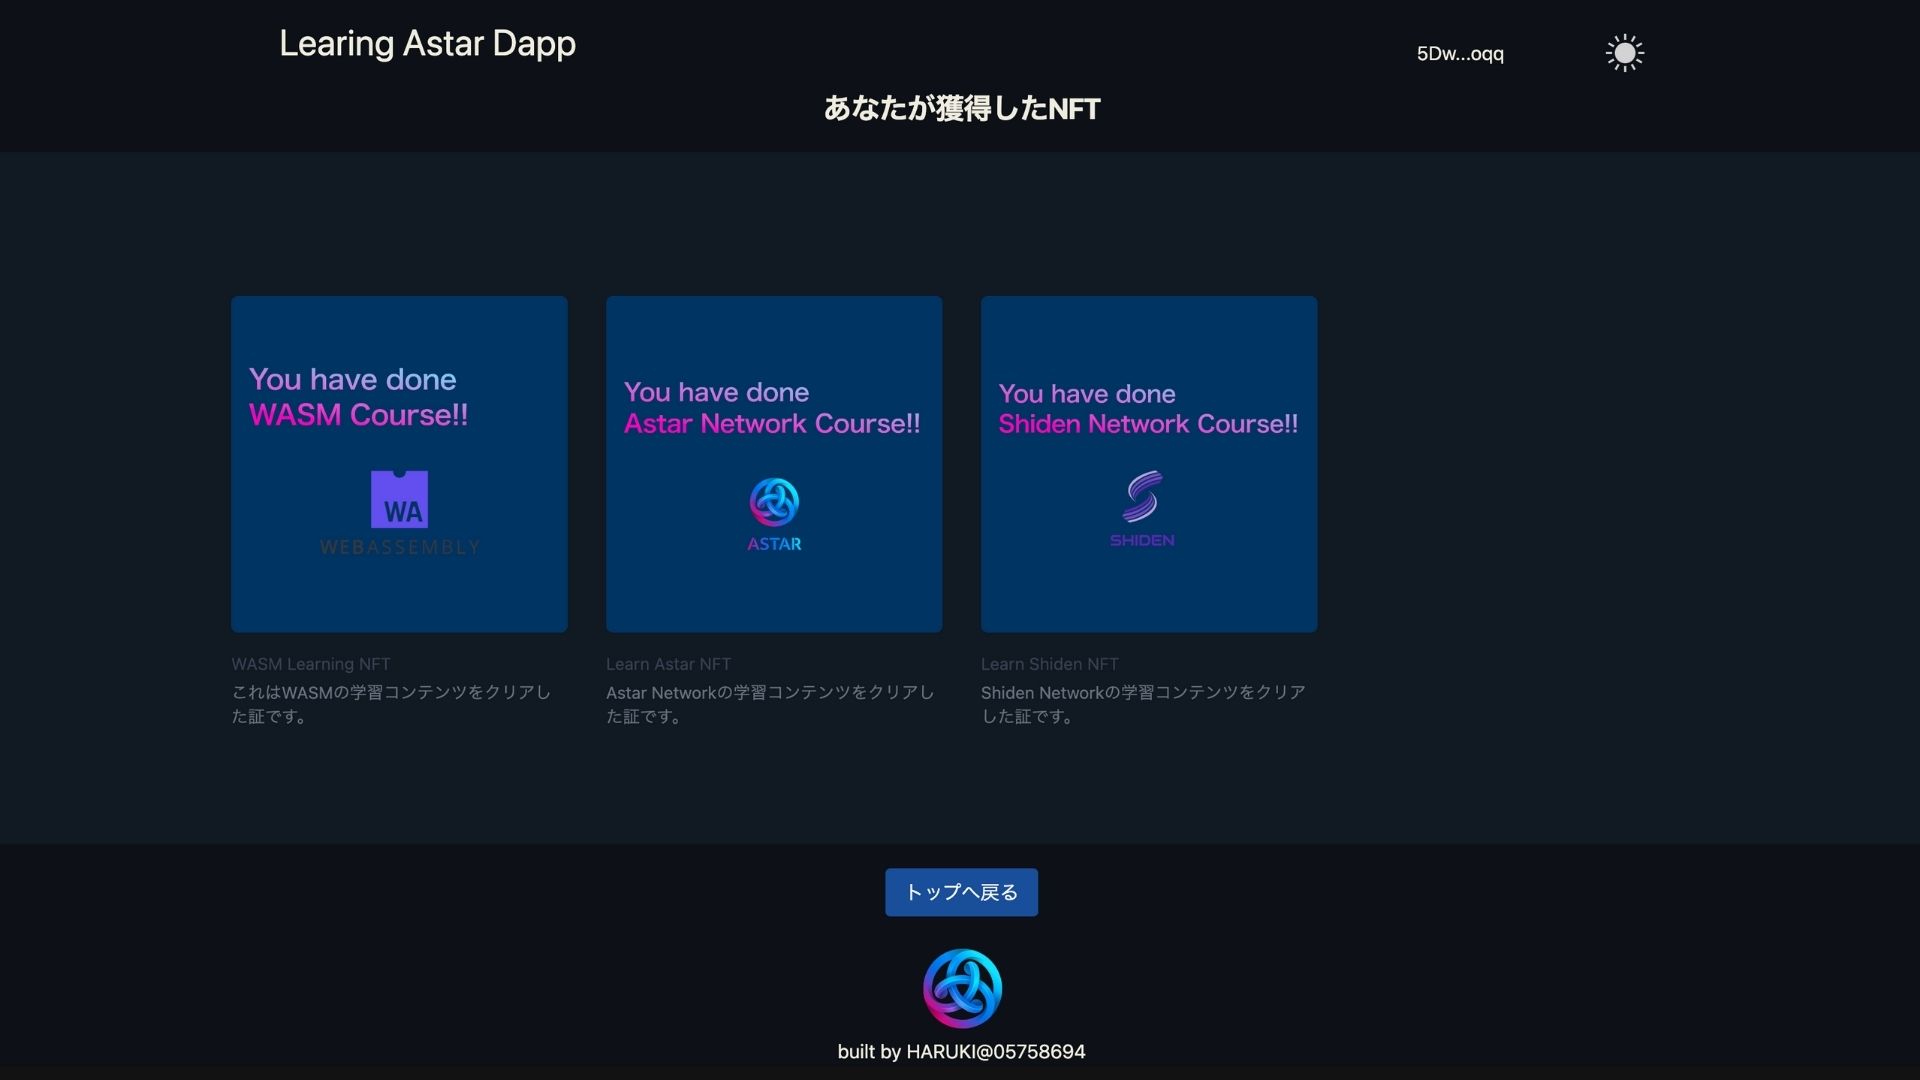 Learing Astar Dapp
5Dw...oqq
あなたが獲得したNFT
You have done
WASM Course!!
WA
WEBASSEMBLY
WASM Learning NFT
これはWASMの学習コンテンツをクリアし
た証です。
You have done
Astar Network Course!!
ASTAR
Learn Astar NFT
Astar Networkの学習コンテンツをクリアし
た証です。
You have done
Shiden Network Course!!
SHIDEN
Learn Shiden NFT
Shiden Networkの学習コンテンツをクリア
した証です。
トップへ戻る
built by HARUKI@05758694